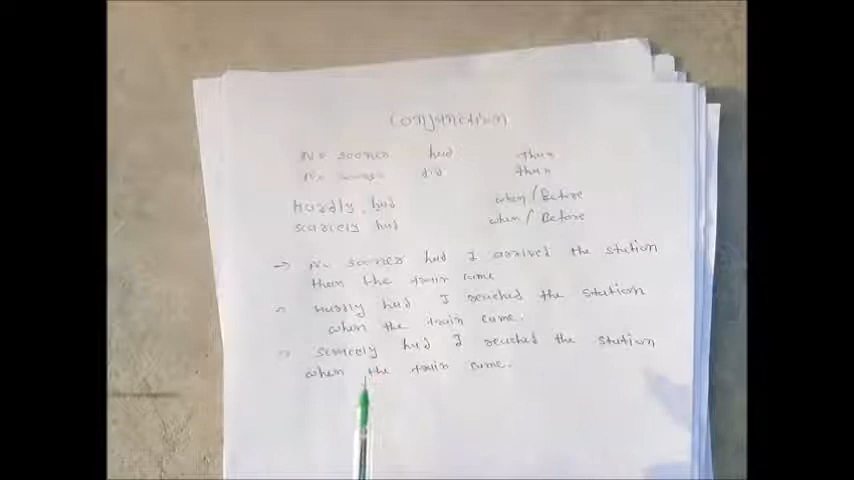 Conjunction
No sooner had than
No sooner did than
Hardly had when / Before
scarcely had when / Before
→ No sooner had I arrived the station
than the train came
Hardly had I reached the station
when the train came.
scarcely had I reached the station
when the train came.